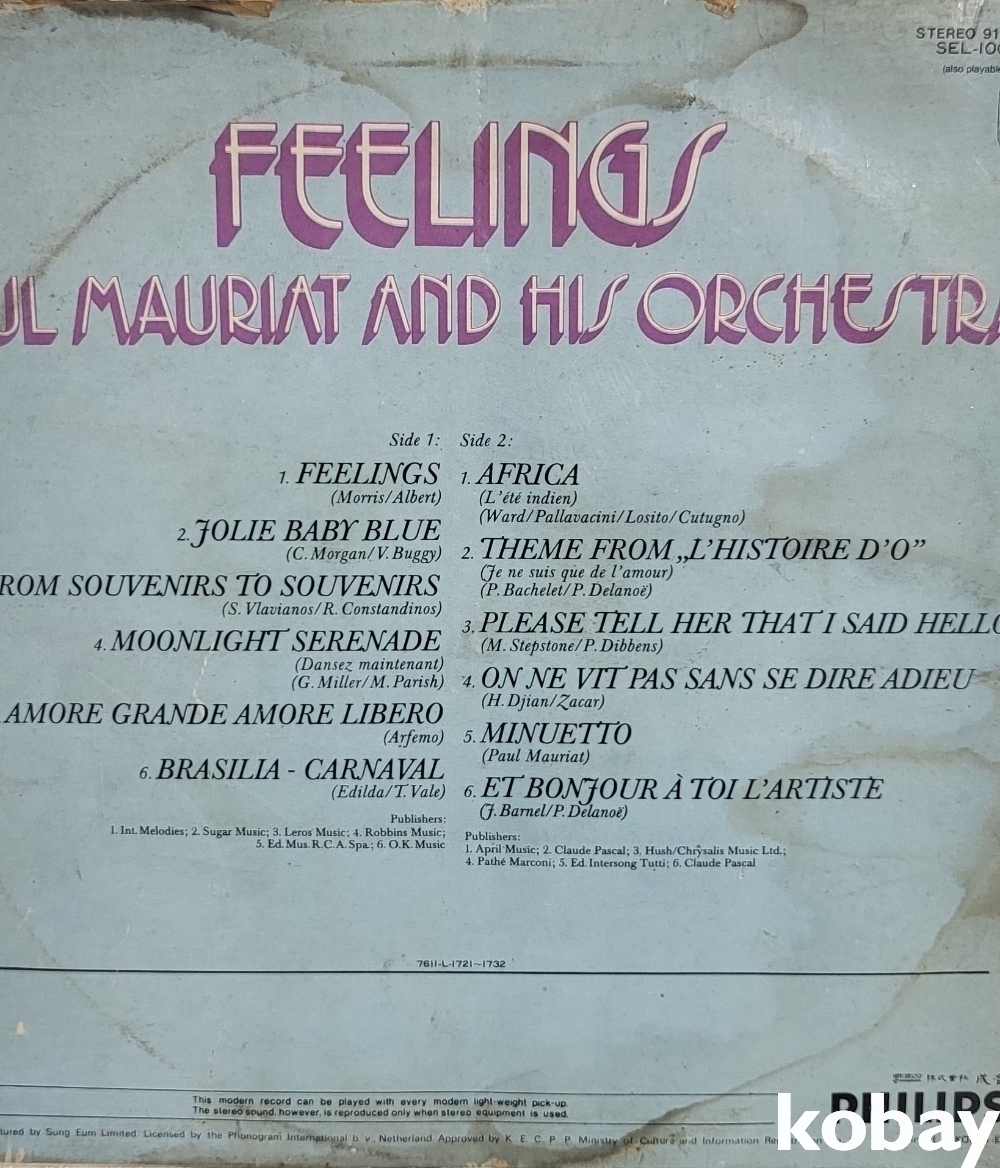 STEREO 91
SEL-100
(also playable
FEELINGS
UL MAURIAT AND HIS ORCHESTRA
Side 1:
1. FEELINGS
(Morris/Albert)
2. JOLIE BABY BLUE
(C. Morgan/V. Buggy)
ROM SOUVENIRS TO SOUVENIRS
(S. Vlavianos/R. Constandinos)
4. MOONLIGHT SERENADE
(Dansez maintenant)
(G. Miller/M. Parish)
AMORE GRANDE AMORE LIBERO
(Arfemo)
6. BRASILIA - CARNAVAL
(Edilda/T. Vale)
Publishers:
1. Int. Melodies; 2. Sugar Music; 3. Leros Music; 4. Robbins Music;
5. Ed. Mus. R.C.A. Spa.; 6. O.K. Music
Side 2:
1. AFRICA
(L'été indien)
(Ward/Pallavacini/Losito/Cutugno)
2. THEME FROM „L'HISTOIRE D'O”
(Je ne suis que de l'amour)
(P. Bachelet/P. Delanoë)
3. PLEASE TELL HER THAT I SAID HELLO
(M. Stepstone/P. Dibbens)
4. ON NE VIT PAS SANS SE DIRE ADIEU
(H. Djian/Zacar)
5. MINUETTO
(Paul Mauriat)
6. ET BONJOUR À TOI L'ARTISTE
(J. Barnel/P. Delanoë)
Publishers:
1. April Music; 2. Claude Pascal; 3. Hush/Chrysalis Music Ltd.;
4. Pathé Marconi; 5. Ed. Intersong Tutti; 6. Claude Pascal
7611-L-1721~1732
株式會社 成音
PHILIPS
This modern record can be played with every modern light-weight pick-up.
The stereo sound, however, is reproduced only when stereo equipment is used.
tured by Sung Eum Limited Licensed by the Phonogram International b.v., Netherland Approved by K. E. C. P. P. Ministry of Culture and Information
kobay